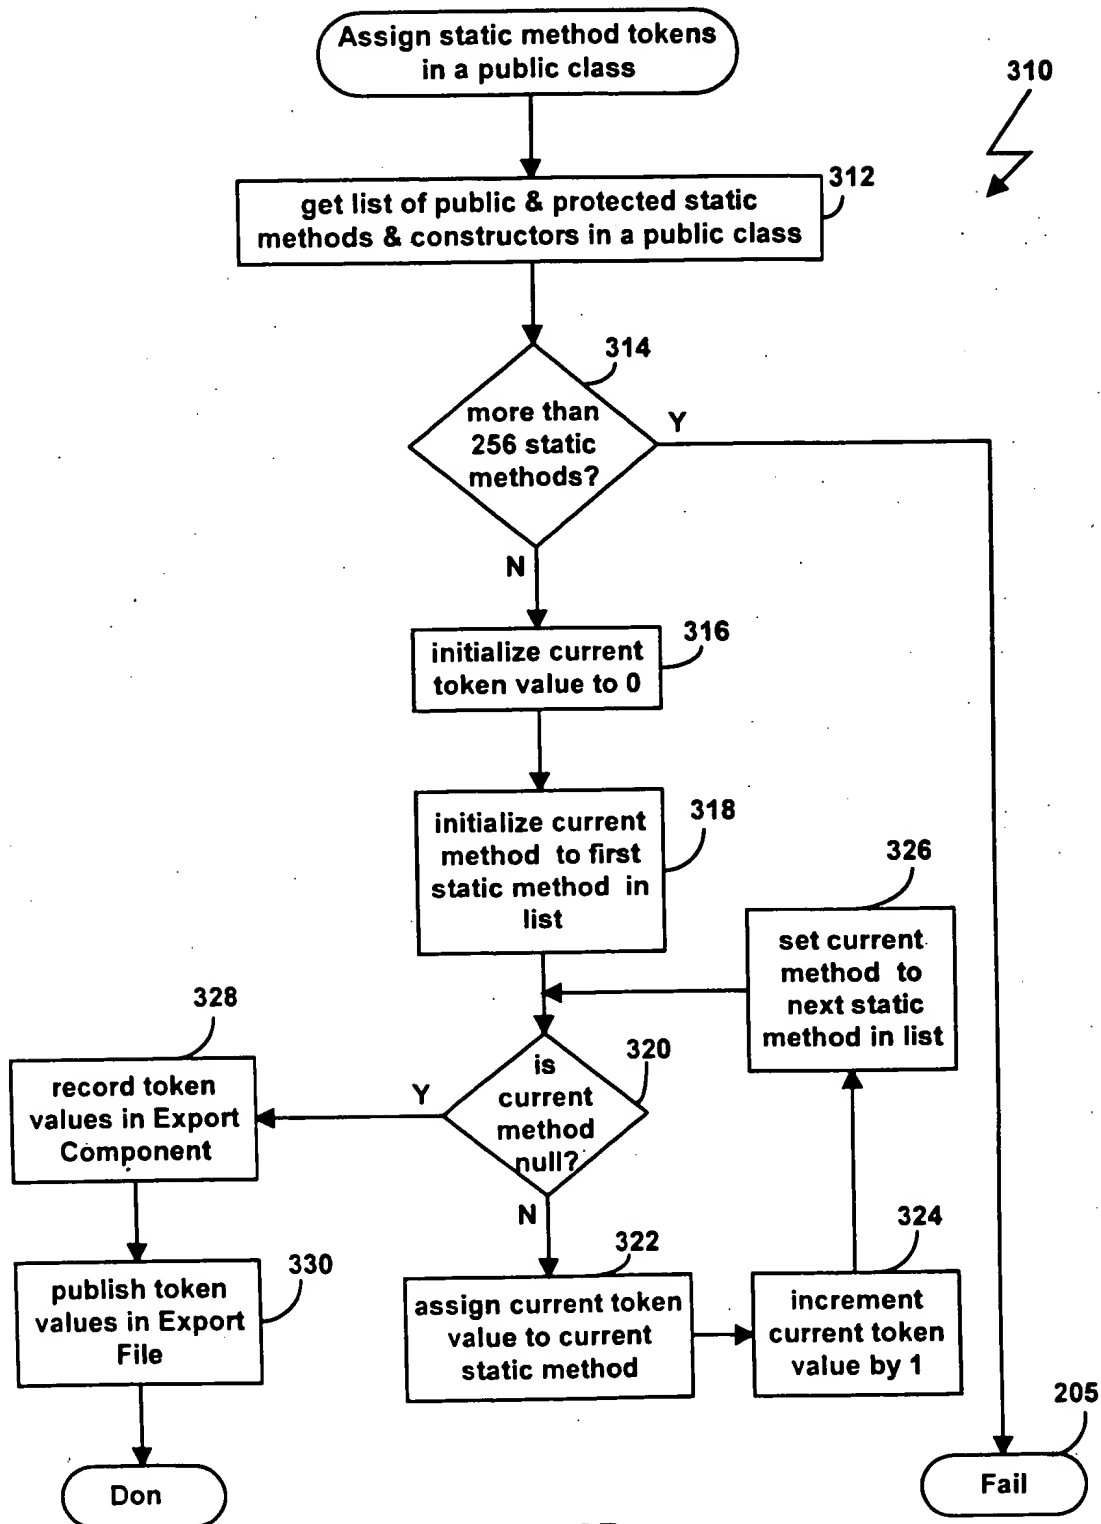 Assign static method tokens
in a public class
310
312
get list of public & protected static
methods & constructors in a public class
314
more than
256 static
methods?
Y
N
316
initialize current
token value to 0
318
initialize current
method to first
static method in
list
326
set current
method to
next static
method in list
328
record token
values in Export
Component
Y
320
is
current
method
null?
N
322
assign current token
value to current
static method
324
increment
current token
value by 1
330
publish token
values in Export
File
205
Don
Fail